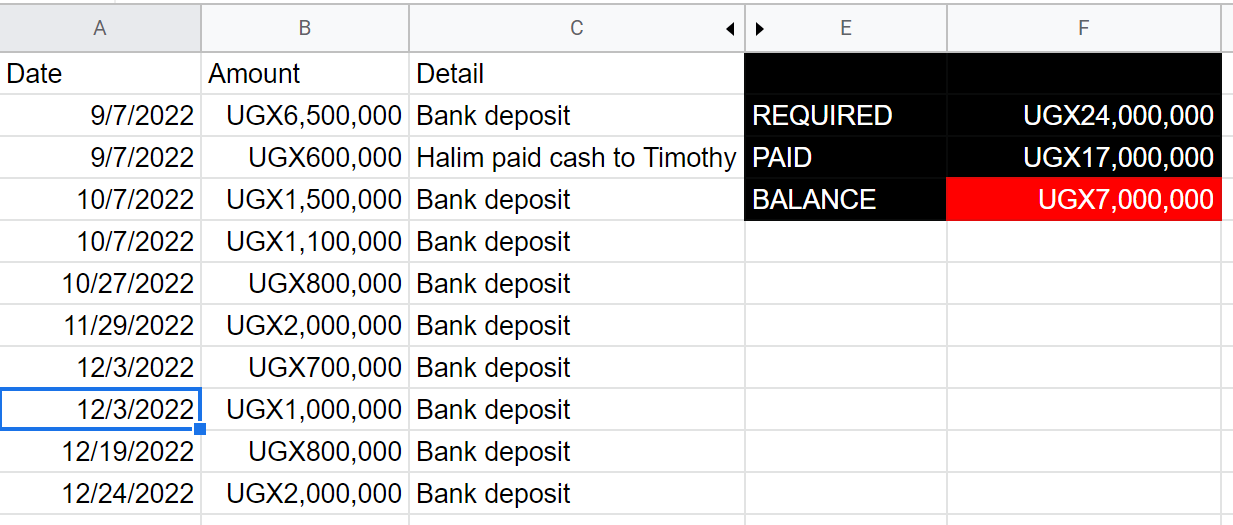 A B C E F
Date Amount Detail
9/7/2022 UGX6,500,000 Bank deposit REQUIRED UGX24,000,000
9/7/2022 UGX600,000 Halim paid cash to Timothy PAID UGX17,000,000
10/7/2022 UGX1,500,000 Bank deposit BALANCE UGX7,000,000
10/7/2022 UGX1,100,000 Bank deposit
10/27/2022 UGX800,000 Bank deposit
11/29/2022 UGX2,000,000 Bank deposit
12/3/2022 UGX700,000 Bank deposit
12/3/2022 UGX1,000,000 Bank deposit
12/19/2022 UGX800,000 Bank deposit
12/24/2022 UGX2,000,000 Bank deposit